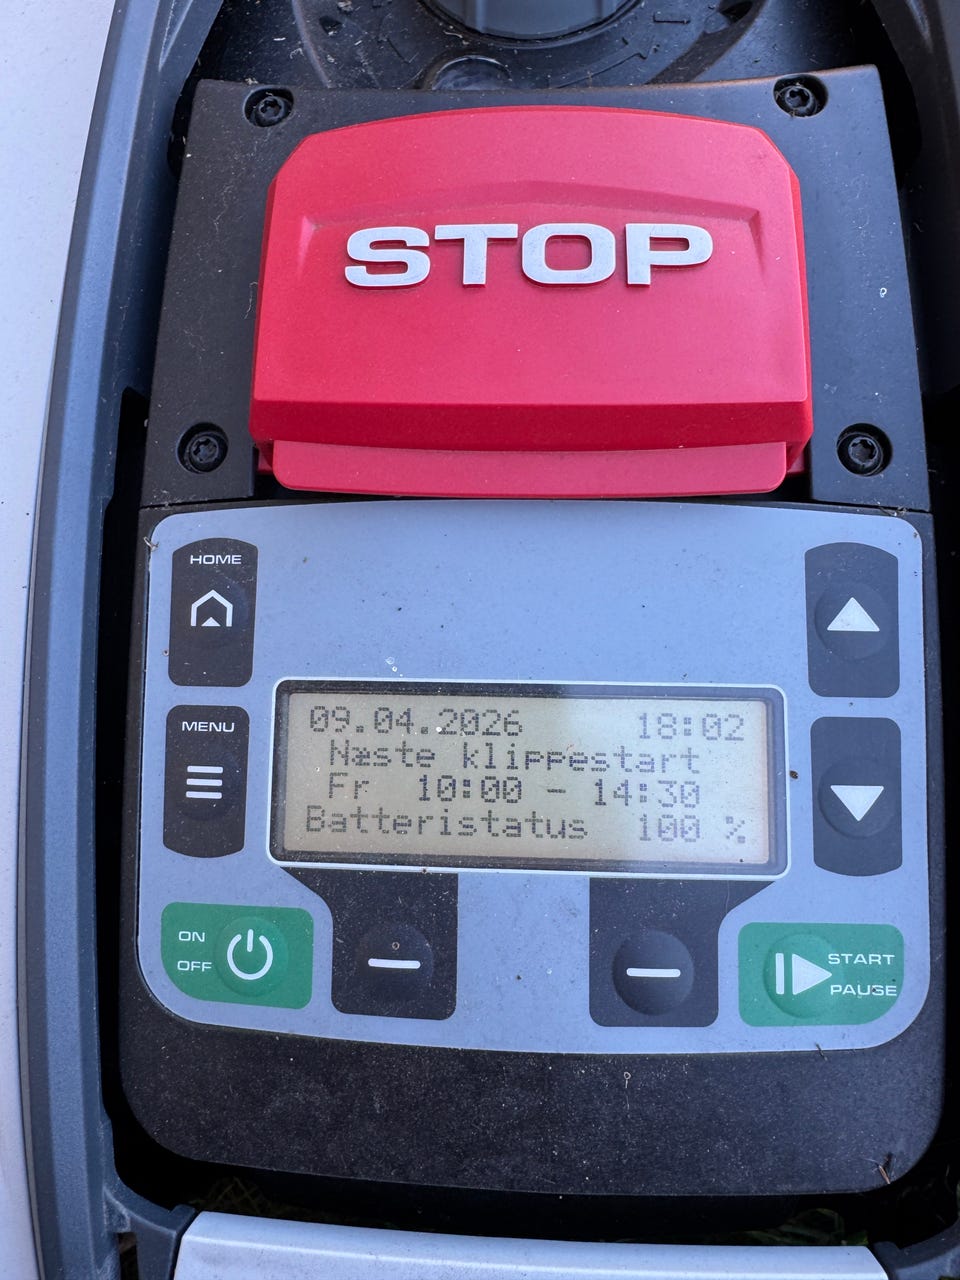 STOP
HOME
MENU
09.04.2026 18:02
Næste klippestart
Fr 10:00 - 14:30
Batteristatus 100 %
ON
OFF
START
PAUSE